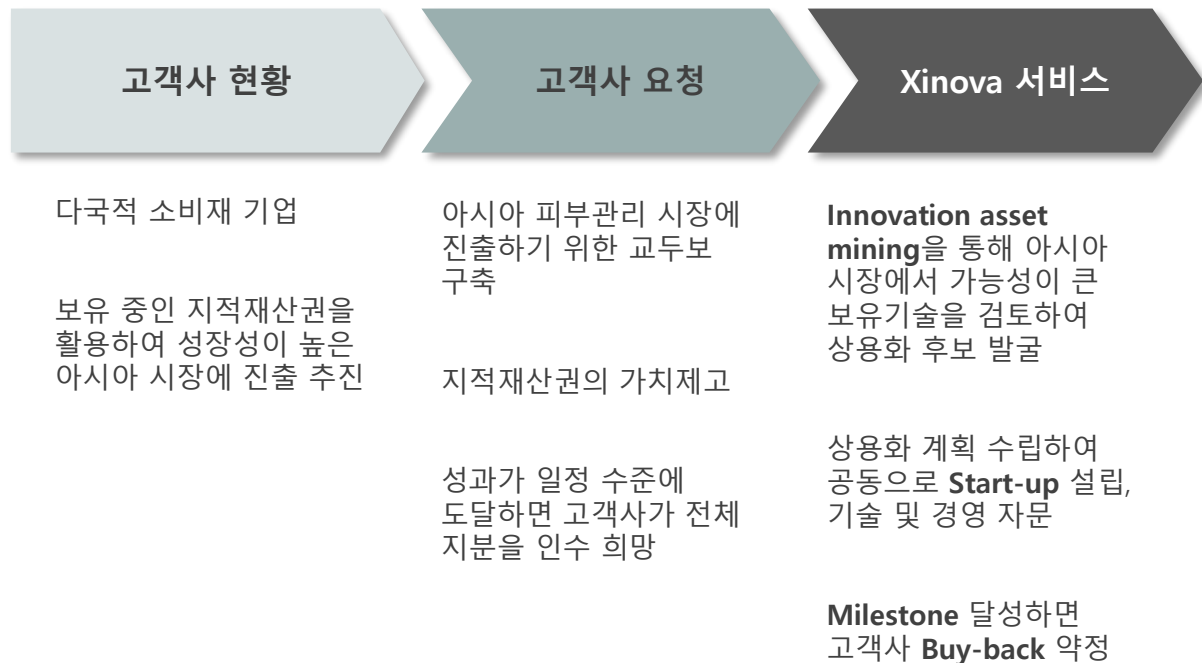 고객사 현황
고객사 요청
Xinova 서비스
다국적 소비재 기업
보유 중인 지적재산권을
활용하여 성장성이 높은
아시아 시장에 진출 추진
아시아 피부관리 시장에
진출하기 위한 교두보
구축
지적재산권의 가치제고
성과가 일정 수준에
도달하면 고객사가 전체
지분을 인수 희망
Innovation asset
mining을 통해 아시아
시장에서 가능성이 큰
보유기술을 검토하여
상용화 후보 발굴
상용화 계획 수립하여
공동으로 Start-up 설립,
기술 및 경영 자문
Milestone 달성하면
고객사 Buy-back 약정